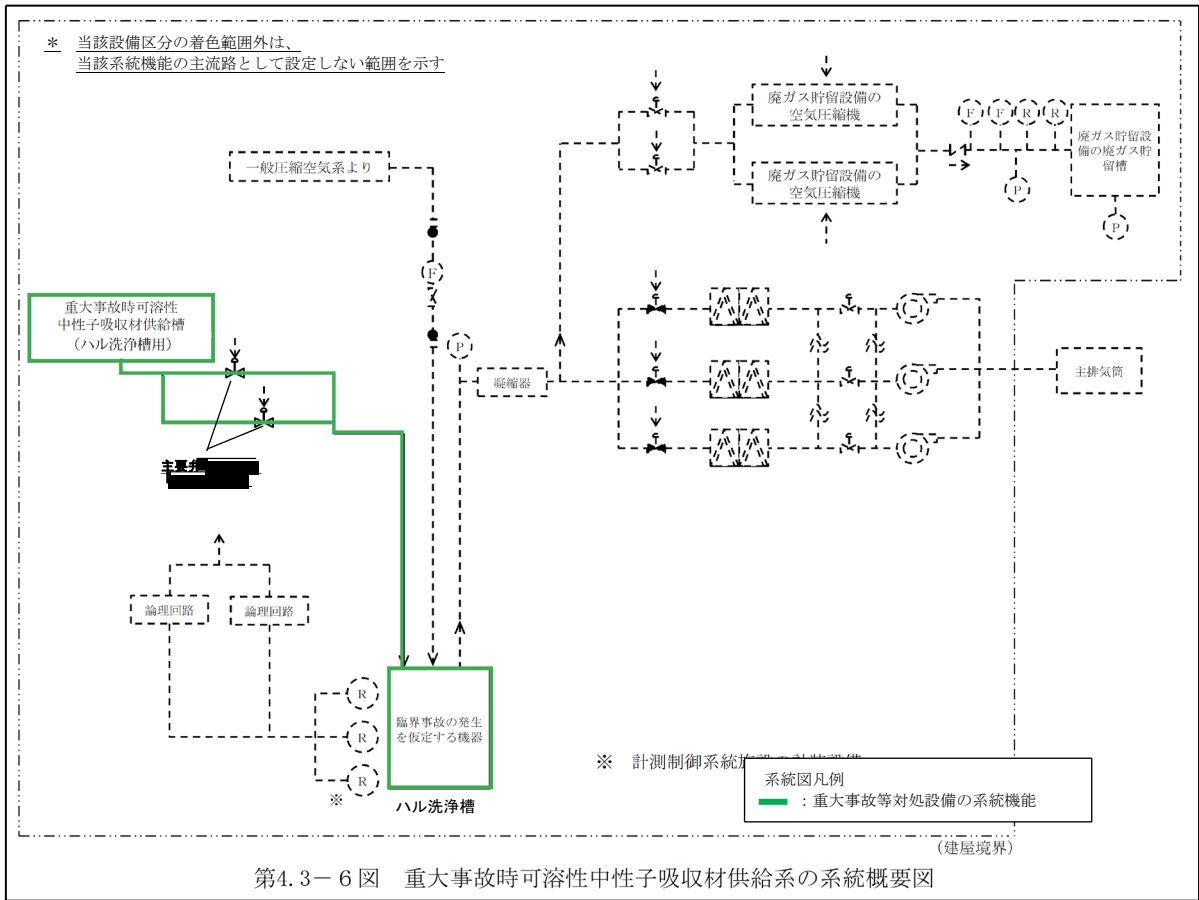 * 当該設備区分の着色範囲外は、
当該系統機能の主流路として設定しない範囲を示す
一般圧縮空気系より
廃ガス貯留設備の
空気圧縮機
廃ガス貯留設備の
空気圧縮機
F
F
R
R
廃ガス貯留設
備の廃ガス貯
留槽
P
P
重大事故時可溶性
中性子吸収材供給槽
（ハル洗浄槽用）
F
P
凝縮器
主排気筒
主要弁
論理回路
論理回路
R
R
R
※
臨界事故の発生
を仮定する機器
ハル洗浄槽
※ 計測制御系統施設の計装設備
系統図凡例
：重大事故等対処設備の系統機能
（建屋境界）
第4.3－6図 重大事故時可溶性中性子吸収材供給系の系統概要図